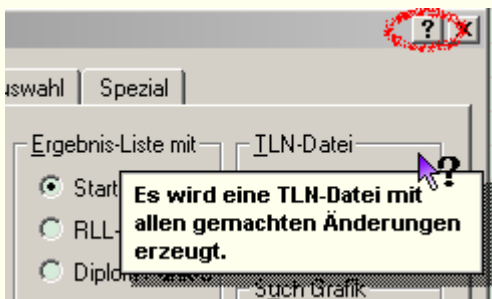 ? x
uswahl Spezial
Ergebnis-Liste mit TLN-Datei
Start
Es wird eine TLN-Datei mit
allen gemachten Änderungen
erzeugt.
RLL-
Diplom
Such Grafik